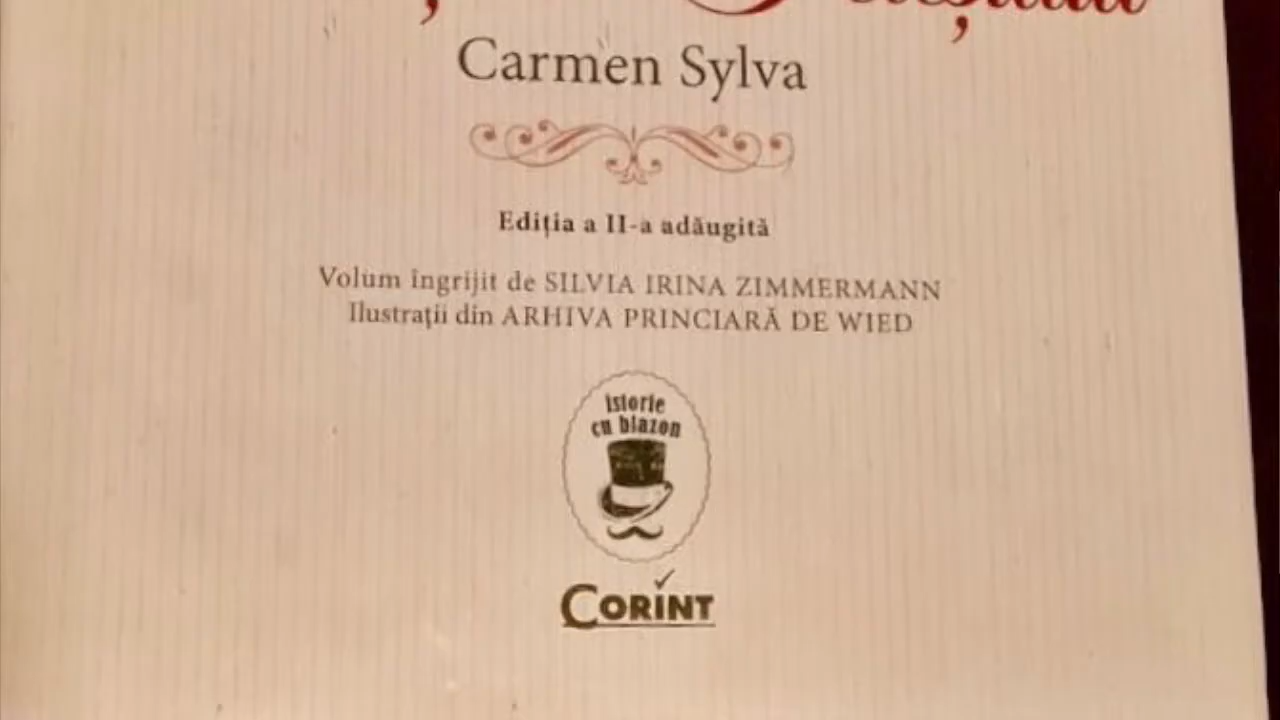 Carmen Sylva
Ediția a II-a adăugită
Volum îngrijit de SILVIA IRINA ZIMMERMANN
Ilustrații din ARHIVA PRINCIARĂ DE WIED
istorie
cu blazon
CORINT